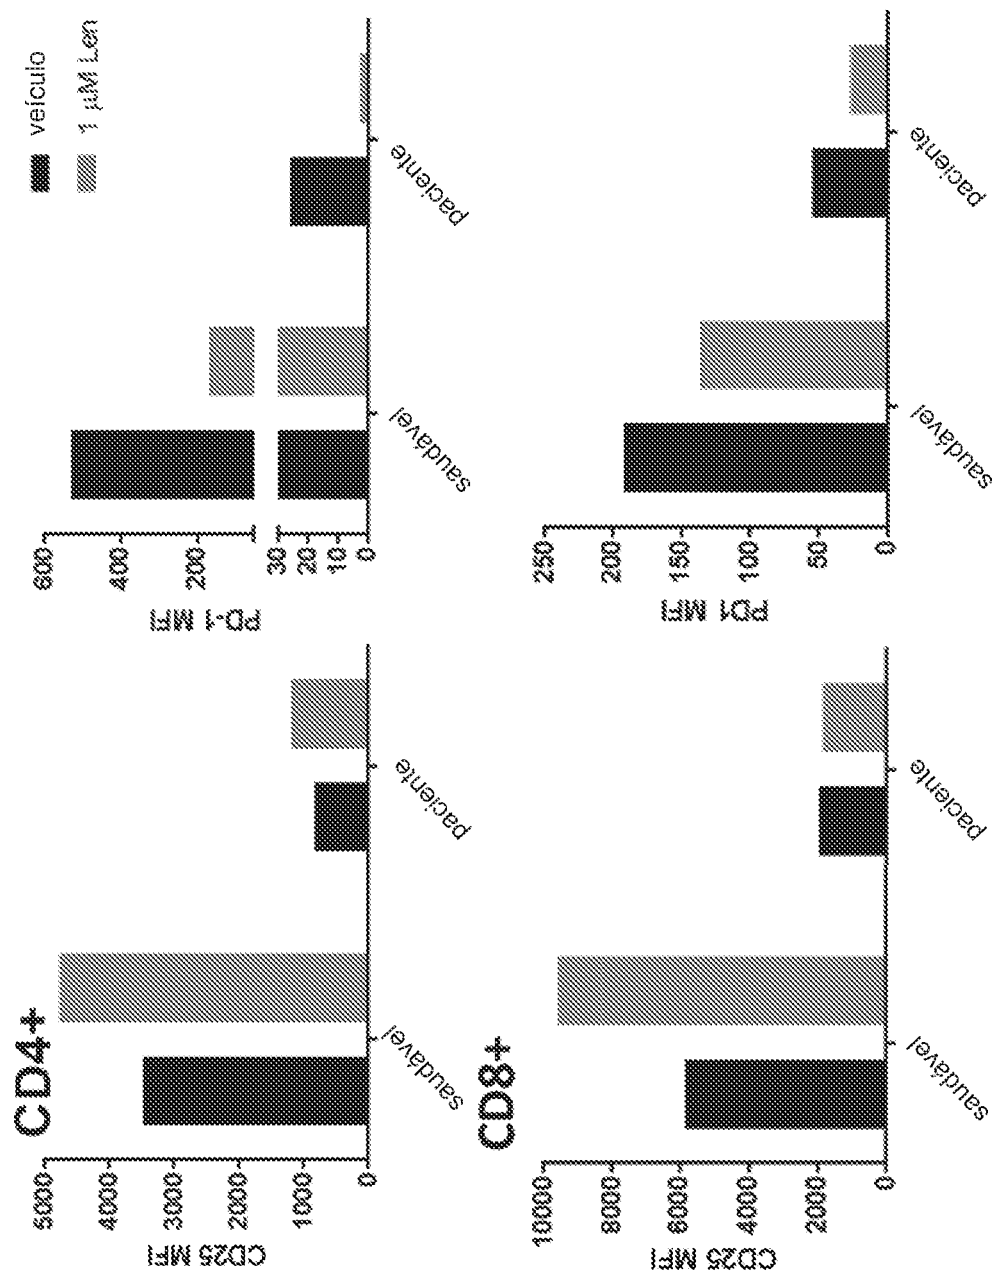 CD4+
veículo
1 µM Len
CD25 MFI
5000
4000
3000
2000
1000
0
saudável
paciente
PD-1 MFI
600
400
200
30
20
10
0
saudável
paciente
CD8+
CD25 MFI
10000
8000
6000
4000
2000
0
saudável
paciente
PD1 MFI
250
200
150
100
50
0
saudável
paciente